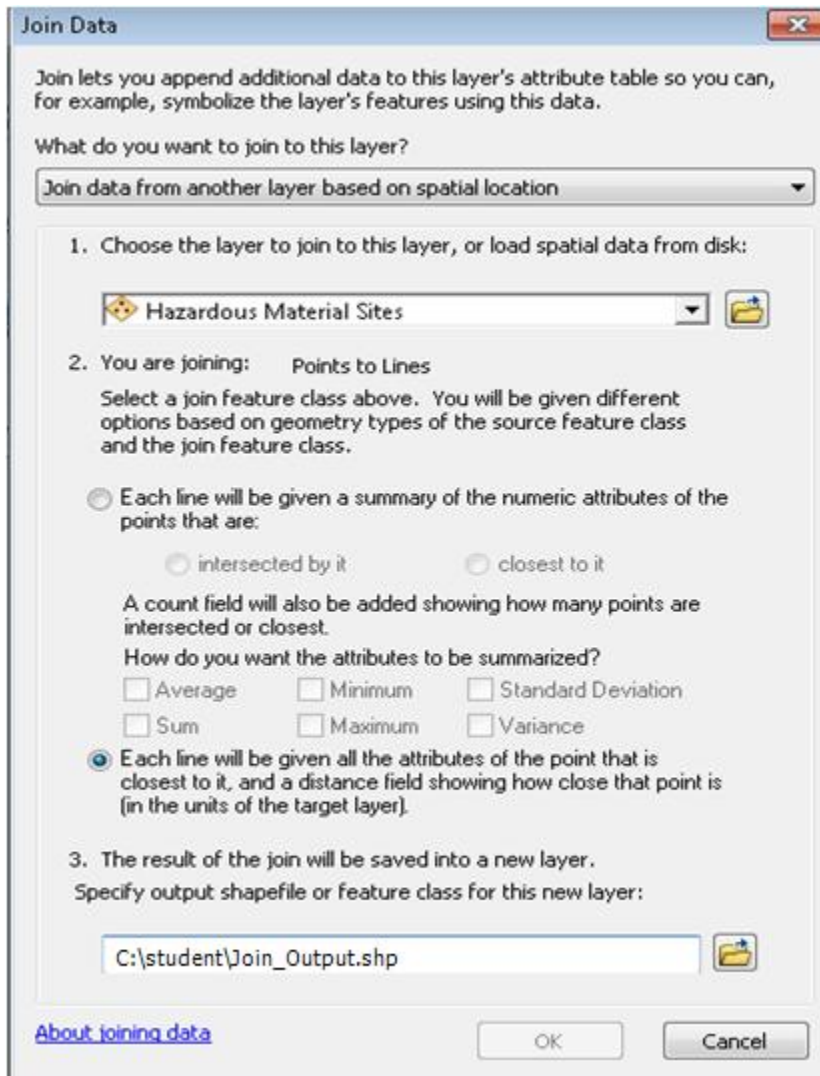 Join Data
Join lets you append additional data to this layer's attribute table so you can,
for example, symbolize the layer's features using this data.
What do you want to join to this layer?
Join data from another layer based on spatial location
1. Choose the layer to join to this layer, or load spatial data from disk:
Hazardous Material Sites
2. You are joining: Points to Lines
Select a join feature class above. You will be given different
options based on geometry types of the source feature class
and the join feature class.
Each line will be given a summary of the numeric attributes of the
points that are:
intersected by it closest to it
A count field will also be added showing how many points are
intersected or closest.
How do you want the attributes to be summarized?
Average Minimum Standard Deviation
Sum Maximum Variance
Each line will be given all the attributes of the point that is
closest to it, and a distance field showing how close that point is
(in the units of the target layer).
3. The result of the join will be saved into a new layer.
Specify output shapefile or feature class for this new layer:
C:\student\Join_Output.shp
About joining data OK Cancel